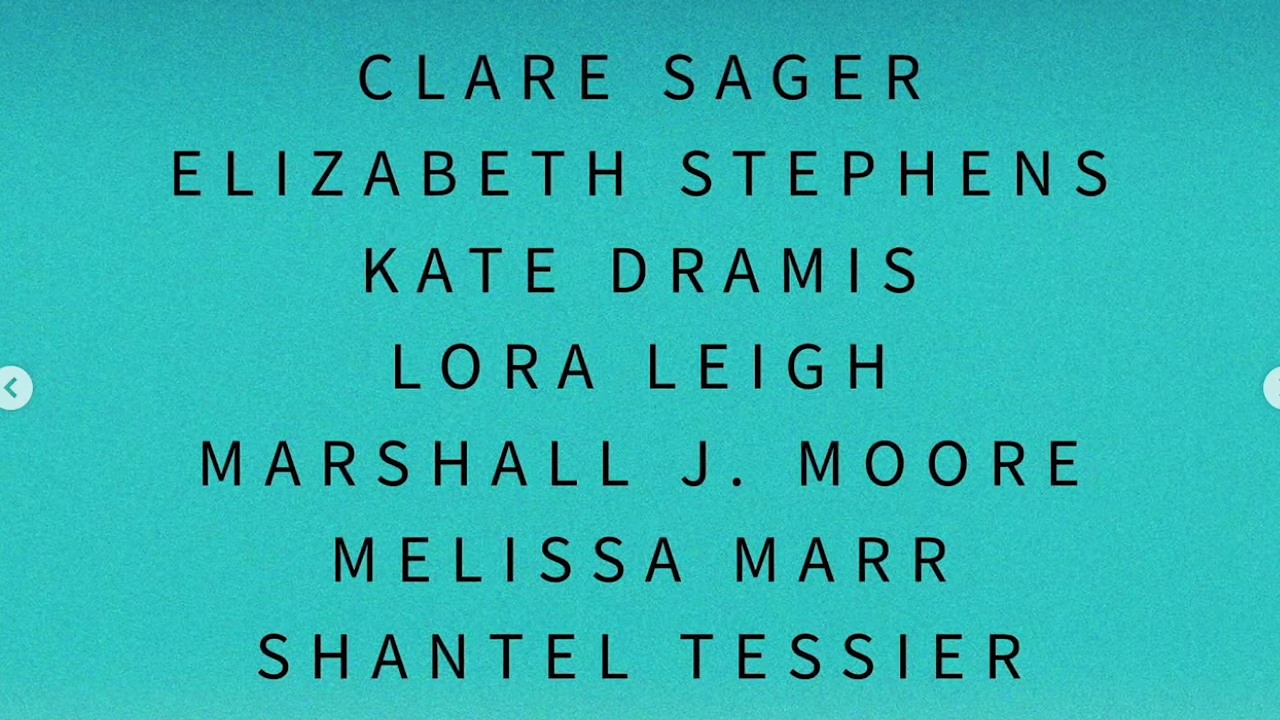 CLARE SAGER
ELIZABETH STEPHENS
KATE DRAMIS
LORA LEIGH
MARSHALL J. MOORE
MELISSA MARR
SHANTEL TESSIER